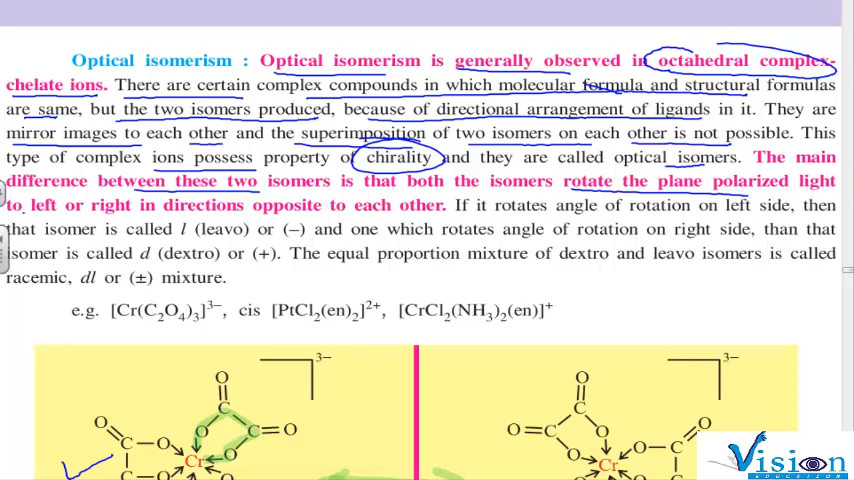 Optical isomerism : Optical isomerism is generally observed in octahedral complex-
chelate ions. There are certain complex compounds in which molecular formula and structural formulas
are same, but the two isomers produced, because of directional arrangement of ligands in it. They are
mirror images to each other and the superimposition of two isomers on each other is not possible. This
type of complex ions possess property of chirality and they are called optical isomers. The main
difference between these two isomers is that both the isomers rotate the plane polarized light
to left or right in directions opposite to each other. If it rotates angle of rotation on left side, then
that isomer is called l (leavo) or (–) and one which rotates angle of rotation on right side, than that
isomer is called d (dextro) or (+). The equal proportion mixture of dextro and leavo isomers is called
racemic, dl or (±) mixture.
e.g. [Cr(C₂O₄)₃]³⁻, cis [PtCl₂(en)₂]²⁺, [CrCl₂(NH₃)₂(en)]⁺
3– 3–
O O
C C
O O C O O C O O
C O O C O C
Cr Cr
C O C
Vision
EDUCATION